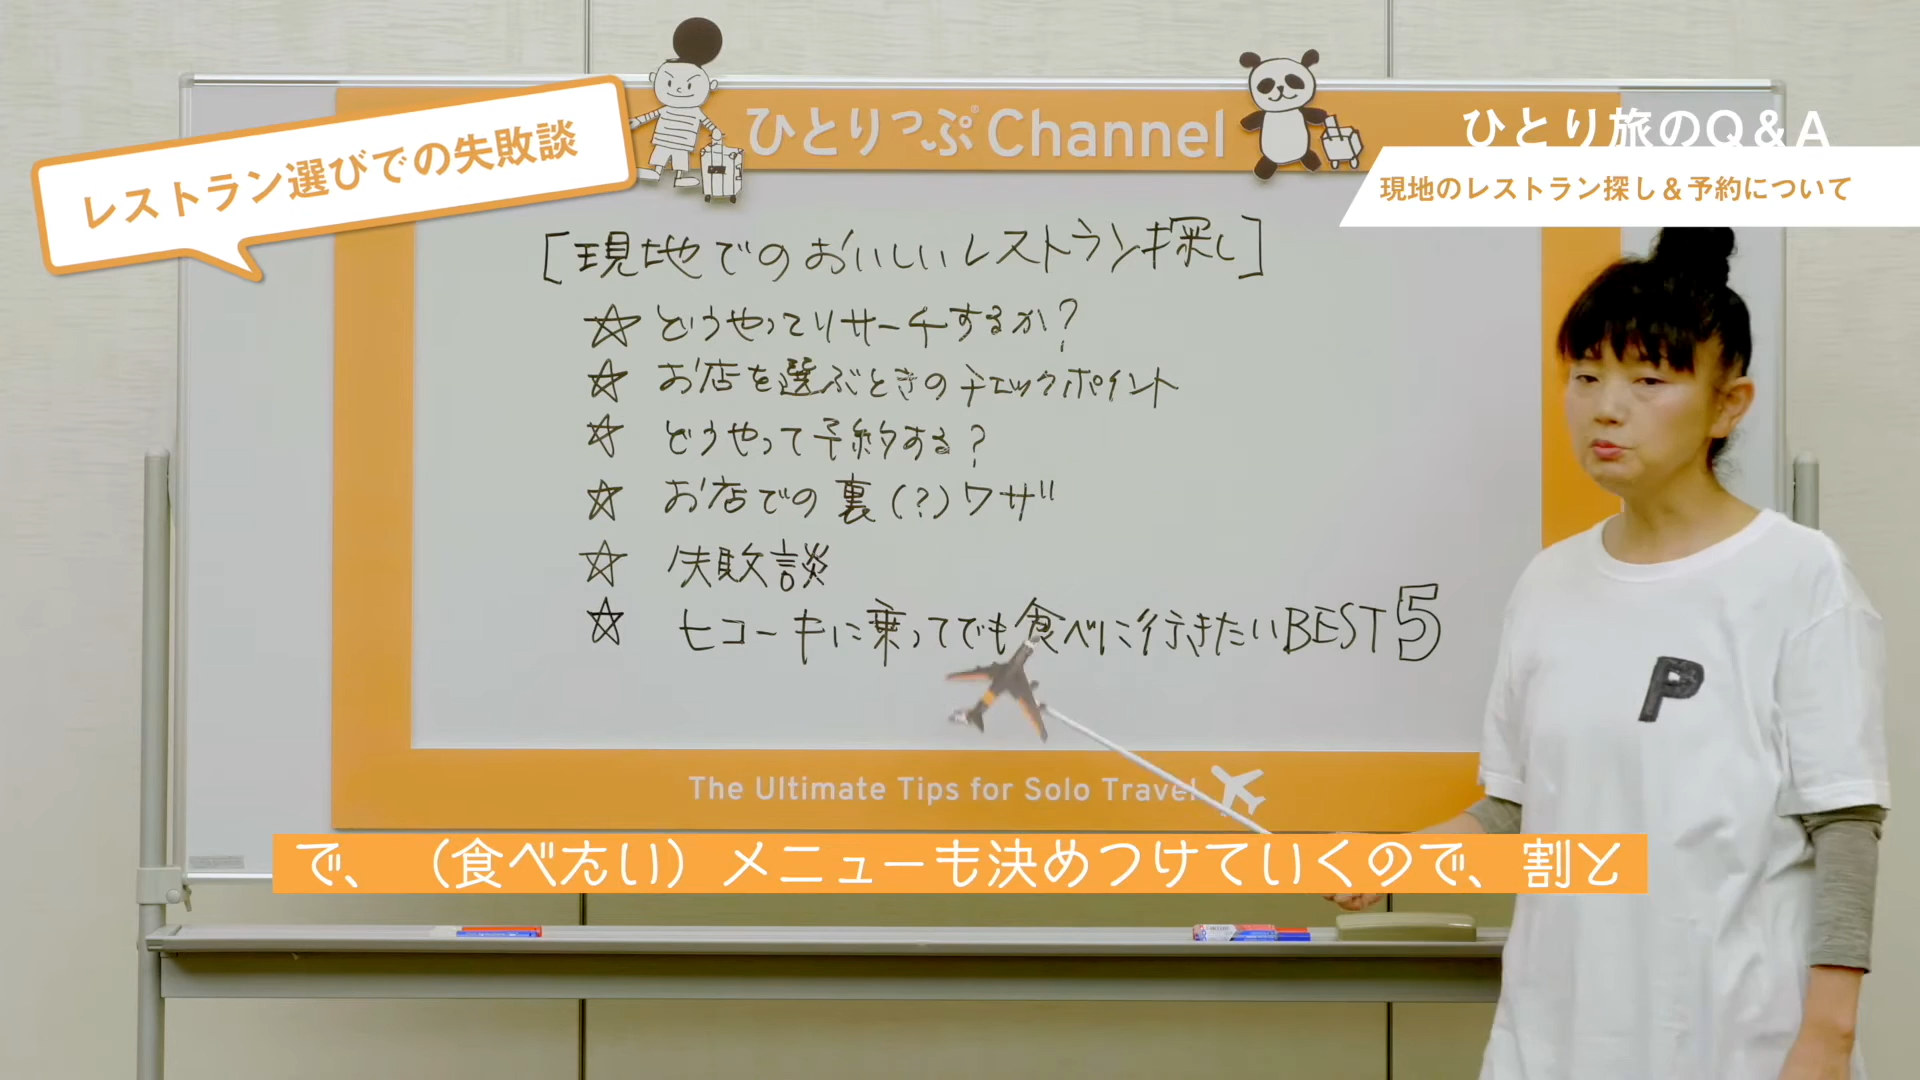 ひとりっぷ® Channel
ひとり旅のQ&A
現地のレストラン探し&予約について
レストラン選びでの失敗談
[現地でのおいしいレストラン探し]
☆ どうやってリサーチするか?
☆ お店を選ぶときのチェックポイント
☆ どうやって予約する?
☆ お店での裏(?)ワザ
☆ 失敗談
☆ ヒコーキに乗ってでも食べに行きたいBEST5
P
The Ultimate Tips for Solo Travel
で、(食べたい)メニューも決めつけていくので、割と